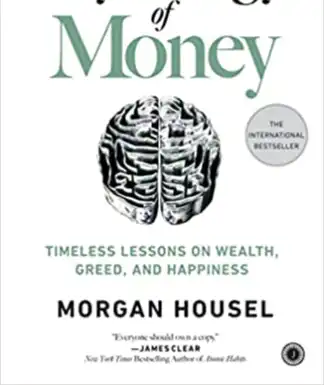 of
Money
THE
INTERNATIONAL
BESTSELLER
TIMELESS LESSONS ON WEALTH,
GREED, AND HAPPINESS
MORGAN HOUSEL
"Everyone should own a copy."
—JAMES CLEAR
New York Times Bestselling Author of Atomic Habits